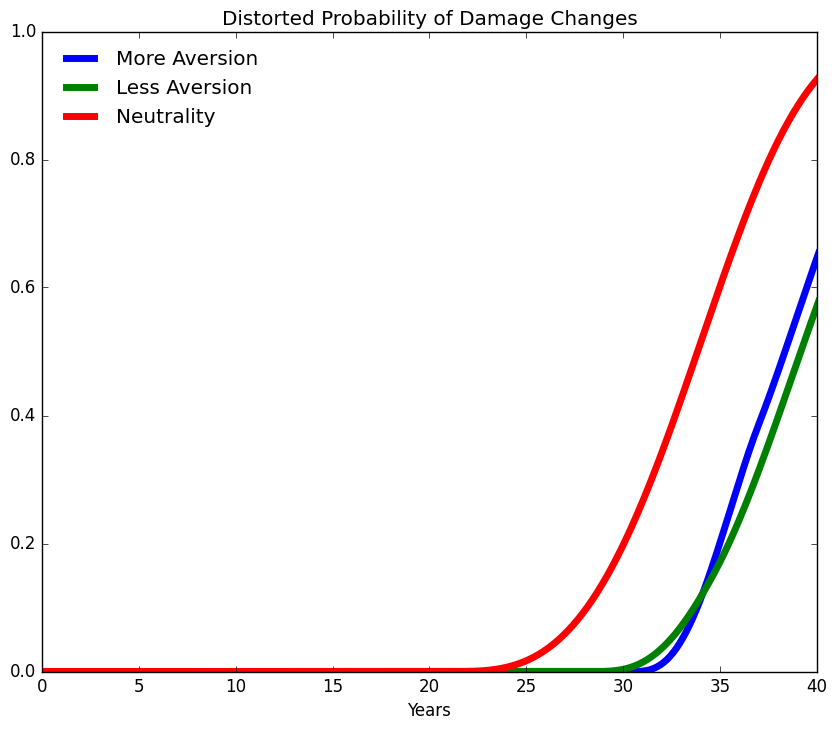 Distorted Probability of Damage Changes
1.0
More Aversion
Less Aversion
Neutrality
0.8
0.6
0.4
0.2
0.0
0 5 10 15 20 25 30 35 40
Years